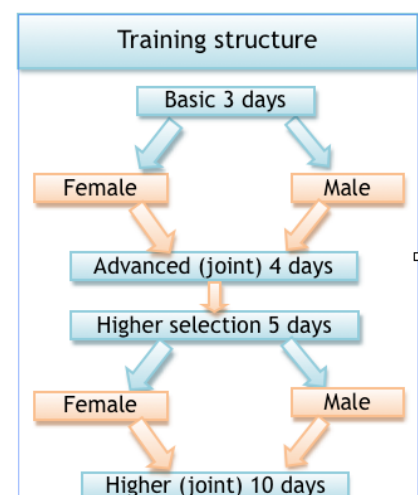 Training structure
Basic 3 days
Female
Male
Advanced (joint) 4 days
Higher selection 5 days
Female
Male
Higher (joint) 10 days